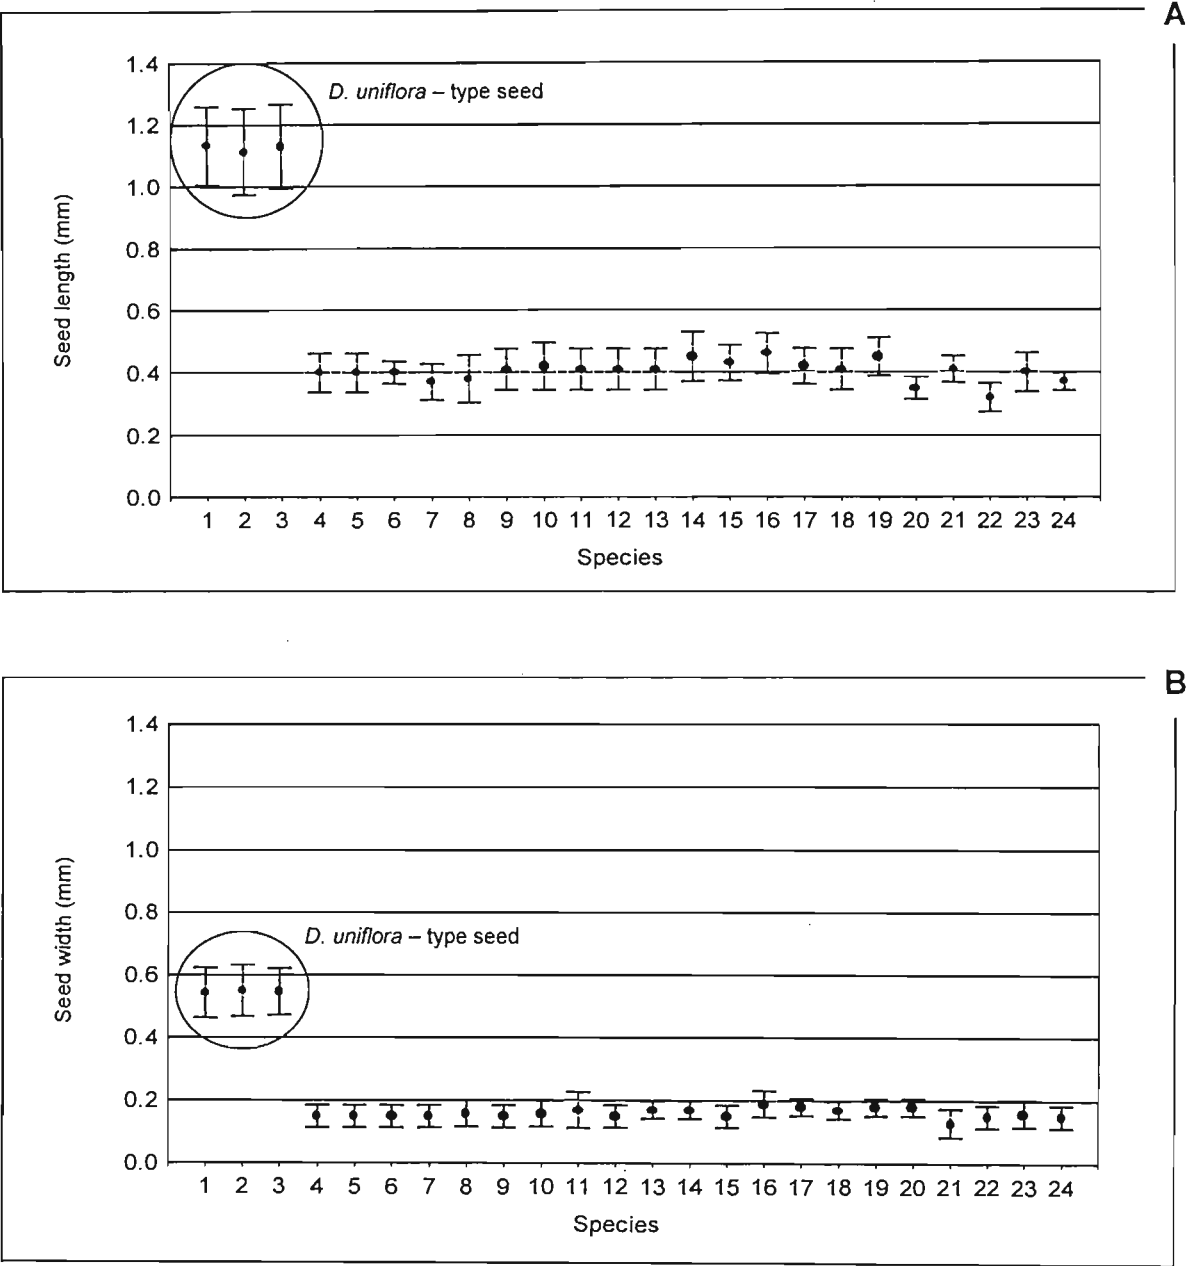 A
1.4
D. uniflora – type seed
1.2
1.0
0.8
0.6
0.4
0.2
0.0
Seed length (mm)
1 2 3 4 5 6 7 8 9 10 11 12 13 14 15 16 17 18 19 20 21 22 23 24
Species
B
1.4
1.2
1.0
0.8
D. uniflora – type seed
0.6
0.4
0.2
0.0
Seed width (mm)
1 2 3 4 5 6 7 8 9 10 11 12 13 14 15 16 17 18 19 20 21 22 23 24
Species